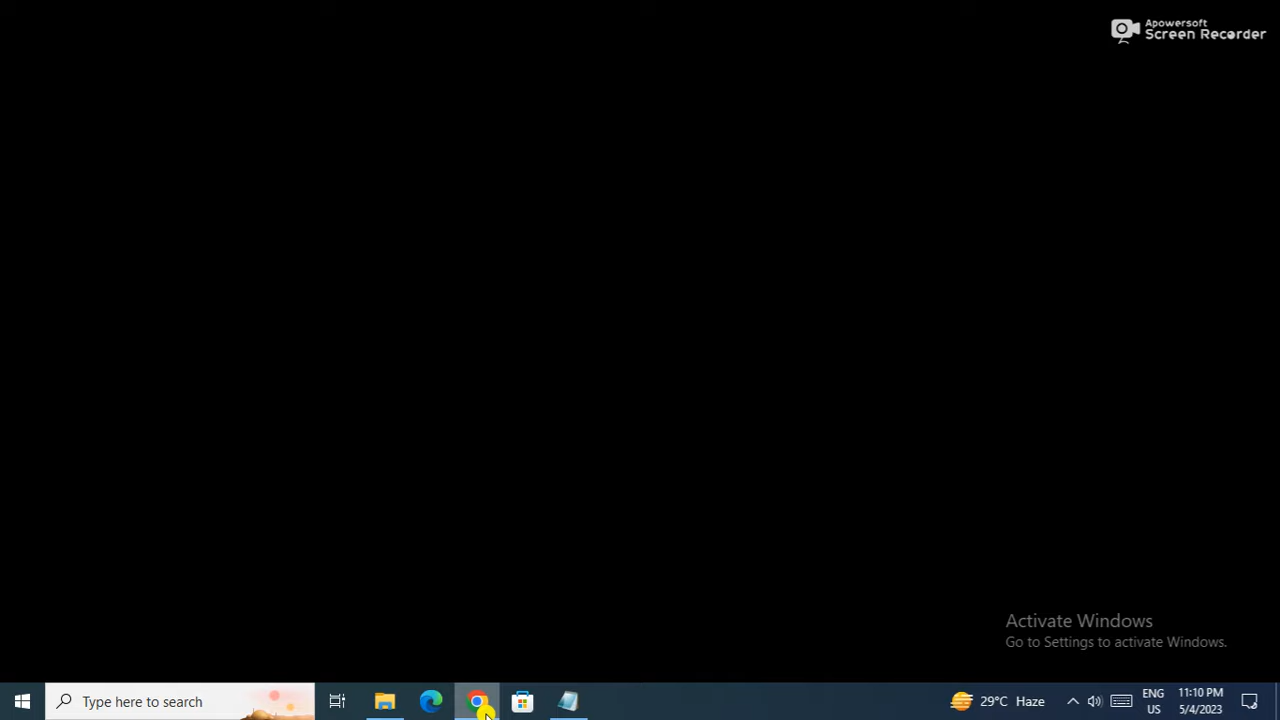 Apowersoft
Screen Recorder
Activate Windows
Go to Settings to activate Windows.
Type here to search
29°C Haze
ENG
US
11:10 PM
5/4/2023